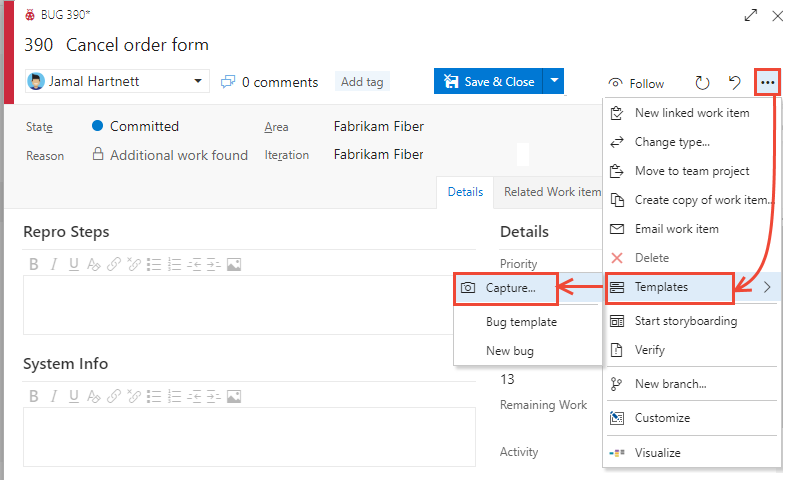 BUG 390*
390 Cancel order form
Jamal Hartnett
0 comments
Add tag
Save & Close
Follow
State
Committed
Area
Fabrikam Fiber
Reason
Additional work found
Iteration
Fabrikam Fiber
Details
Related Work item
Repro Steps
B I U
Details
Priority
System Info
B I U
13
Remaining Work
Activity
New linked work item
Change type...
Move to team project
Create copy of work item...
Email work item
Delete
Templates
Start storyboarding
Verify
New branch...
Customize
Visualize
Capture...
Bug template
New bug